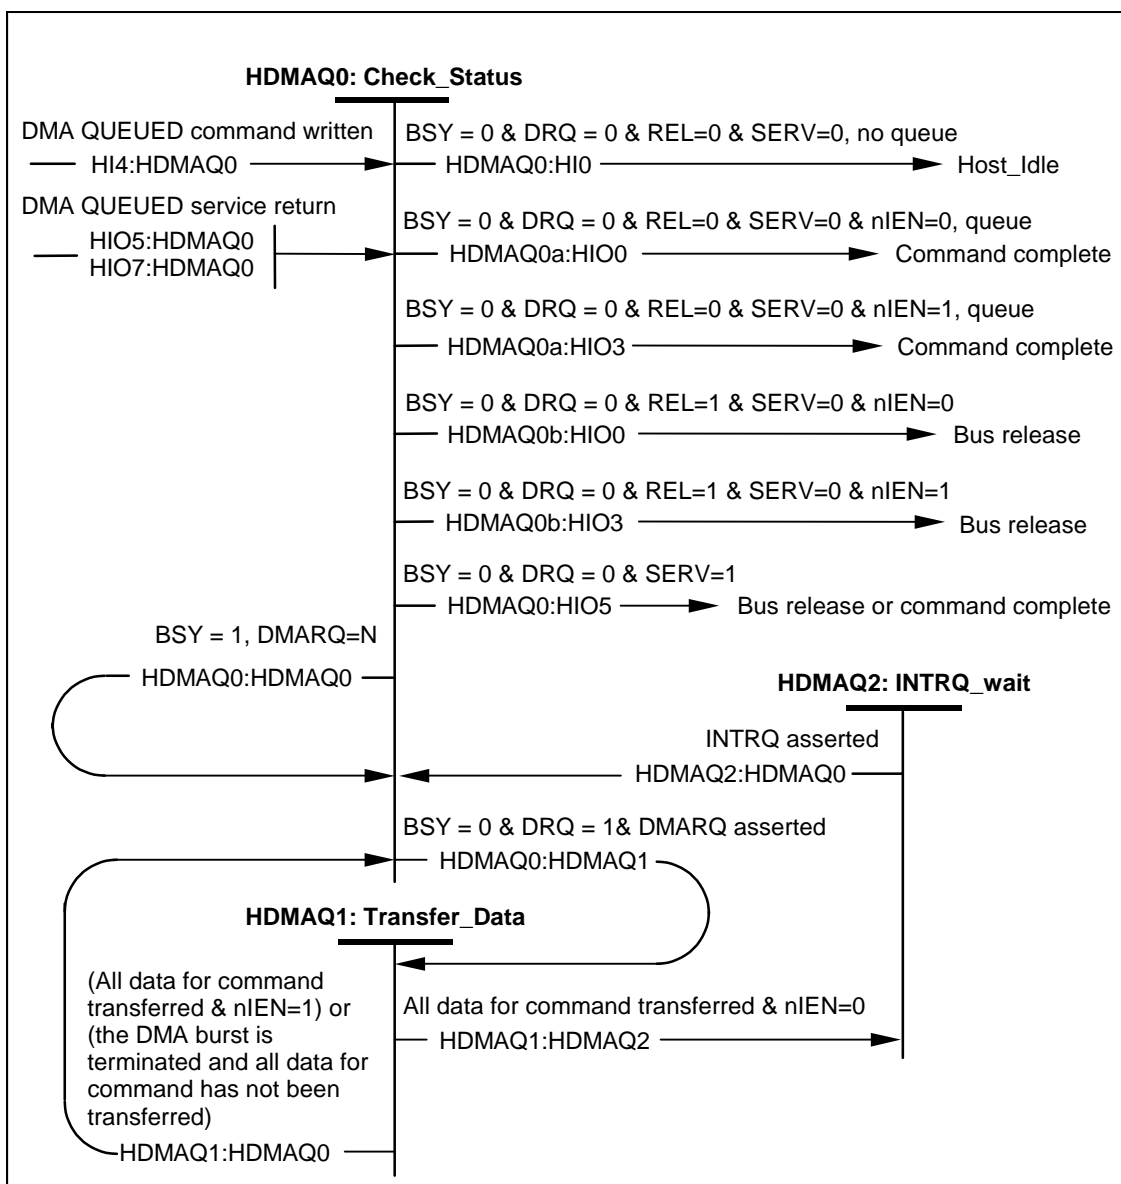 HDMAQ0: Check_Status
DMA QUEUED command written
HI4:HDMAQ0
BSY = 0 & DRQ = 0 & REL=0 & SERV=0, no queue
HDMAQ0:HI0
Host_Idle
DMA QUEUED service return
HIO5:HDMAQ0
HIO7:HDMAQ0
BSY = 0 & DRQ = 0 & REL=0 & SERV=0 & nIEN=0, queue
HDMAQ0a:HIO0
Command complete
BSY = 0 & DRQ = 0 & REL=0 & SERV=0 & nIEN=1, queue
HDMAQ0a:HIO3
Command complete
BSY = 0 & DRQ = 0 & REL=1 & SERV=0 & nIEN=0
HDMAQ0b:HIO0
Bus release
BSY = 0 & DRQ = 0 & REL=1 & SERV=0 & nIEN=1
HDMAQ0b:HIO3
Bus release
BSY = 0 & DRQ = 0 & SERV=1
HDMAQ0:HIO5
Bus release or command complete
BSY = 1, DMARQ=N
HDMAQ0:HDMAQ0
HDMAQ2: INTRQ_wait
INTRQ asserted
HDMAQ2:HDMAQ0
BSY = 0 & DRQ = 1& DMARQ asserted
HDMAQ0:HDMAQ1
HDMAQ1: Transfer_Data
(All data for command
transferred & nIEN=1) or
(the DMA burst is
terminated and all data for
command has not been
transferred)
HDMAQ1:HDMAQ0
All data for command transferred & nIEN=0
HDMAQ1:HDMAQ2